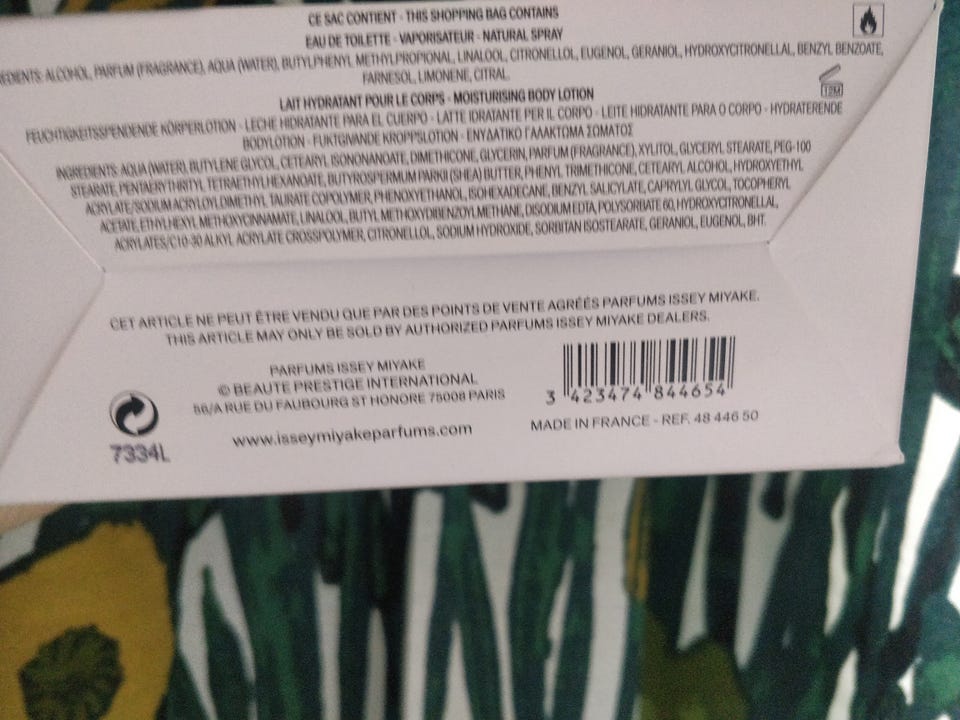 CE SAC CONTIENT - THIS SHOPPING BAG CONTAINS
EAU DE TOILETTE - VAPORISATEUR - NATURAL SPRAY
EDIENTS: ALCOHOL, PARFUM (FRAGRANCE), AQUA (WATER), BUTYLPHENYL METHYLPROPIONAL, LINALOOL, CITRONELLOL, EUGENOL, GERANIOL, HYDROXYCITRONELLAL, BENZYL BENZOATE,
FARNESOL, LIMONENE, CITRAL.
12M
LAIT HYDRATANT POUR LE CORPS - MOISTURISING BODY LOTION
FEUCHTIGKEITSSPENDENDE KÖRPERLOTION - LECHE HIDRATANTE PARA EL CUERPO - LATTE IDRATANTE PER IL CORPO - LEITE HIDRATANTE PARA O CORPO - HYDRATERENDE
BODYLOTION - FUKTGIVANDE KROPPSLOTION - ΕΝΥΔΑΤΙΚΟ ΓΑΛΑΚΤΩΜΑ ΣΩΜΑΤΟΣ
INGREDIENTS: AQUA (WATER), BUTYLENE GLYCOL, CETEARYL ISONONANOATE, DIMETHICONE, GLYCERIN, PARFUM (FRAGRANCE), XYLITOL, GLYCERYL STEARATE, PEG-100
STEARATE, PENTAERYTHRITYL TETRAETHYLHEXANOATE, BUTYROSPERMUM PARKII (SHEA) BUTTER, PHENYL TRIMETHICONE, CETEARYL ALCOHOL, HYDROXYETHYL
ACRYLATE/SODIUM ACRYLOYLDIMETHYL TAURATE COPOLYMER, PHENOXYETHANOL, ISOHEXADECANE, BENZYL SALICYLATE, CAPRYLYL GLYCOL, TOCOPHERYL
ACETATE, ETHYLHEXYL METHOXYCINNAMATE, LINALOOL, BUTYL METHOXYDIBENZOYLMETHANE, DISODIUM EDTA, POLYSORBATE 60, HYDROXYCITRONELLAL,
ACRYLATES/C10-30 ALKYL ACRYLATE CROSSPOLYMER, CITRONELLOL, SODIUM HYDROXIDE, SORBITAN ISOSTEARATE, GERANIOL, EUGENOL, BHT.
CET ARTICLE NE PEUT ÊTRE VENDU QUE PAR DES POINTS DE VENTE AGRÉÉS PARFUMS ISSEY MIYAKE.
THIS ARTICLE MAY ONLY BE SOLD BY AUTHORIZED PARFUMS ISSEY MIYAKE DEALERS.
PARFUMS ISSEY MIYAKE
© BEAUTE PRESTIGE INTERNATIONAL
56/A RUE DU FAUBOURG ST HONORE 75008 PARIS
www.isseymiyakeparfums.com
7334L
3 423474 844654
MADE IN FRANCE - REF. 48 446 50